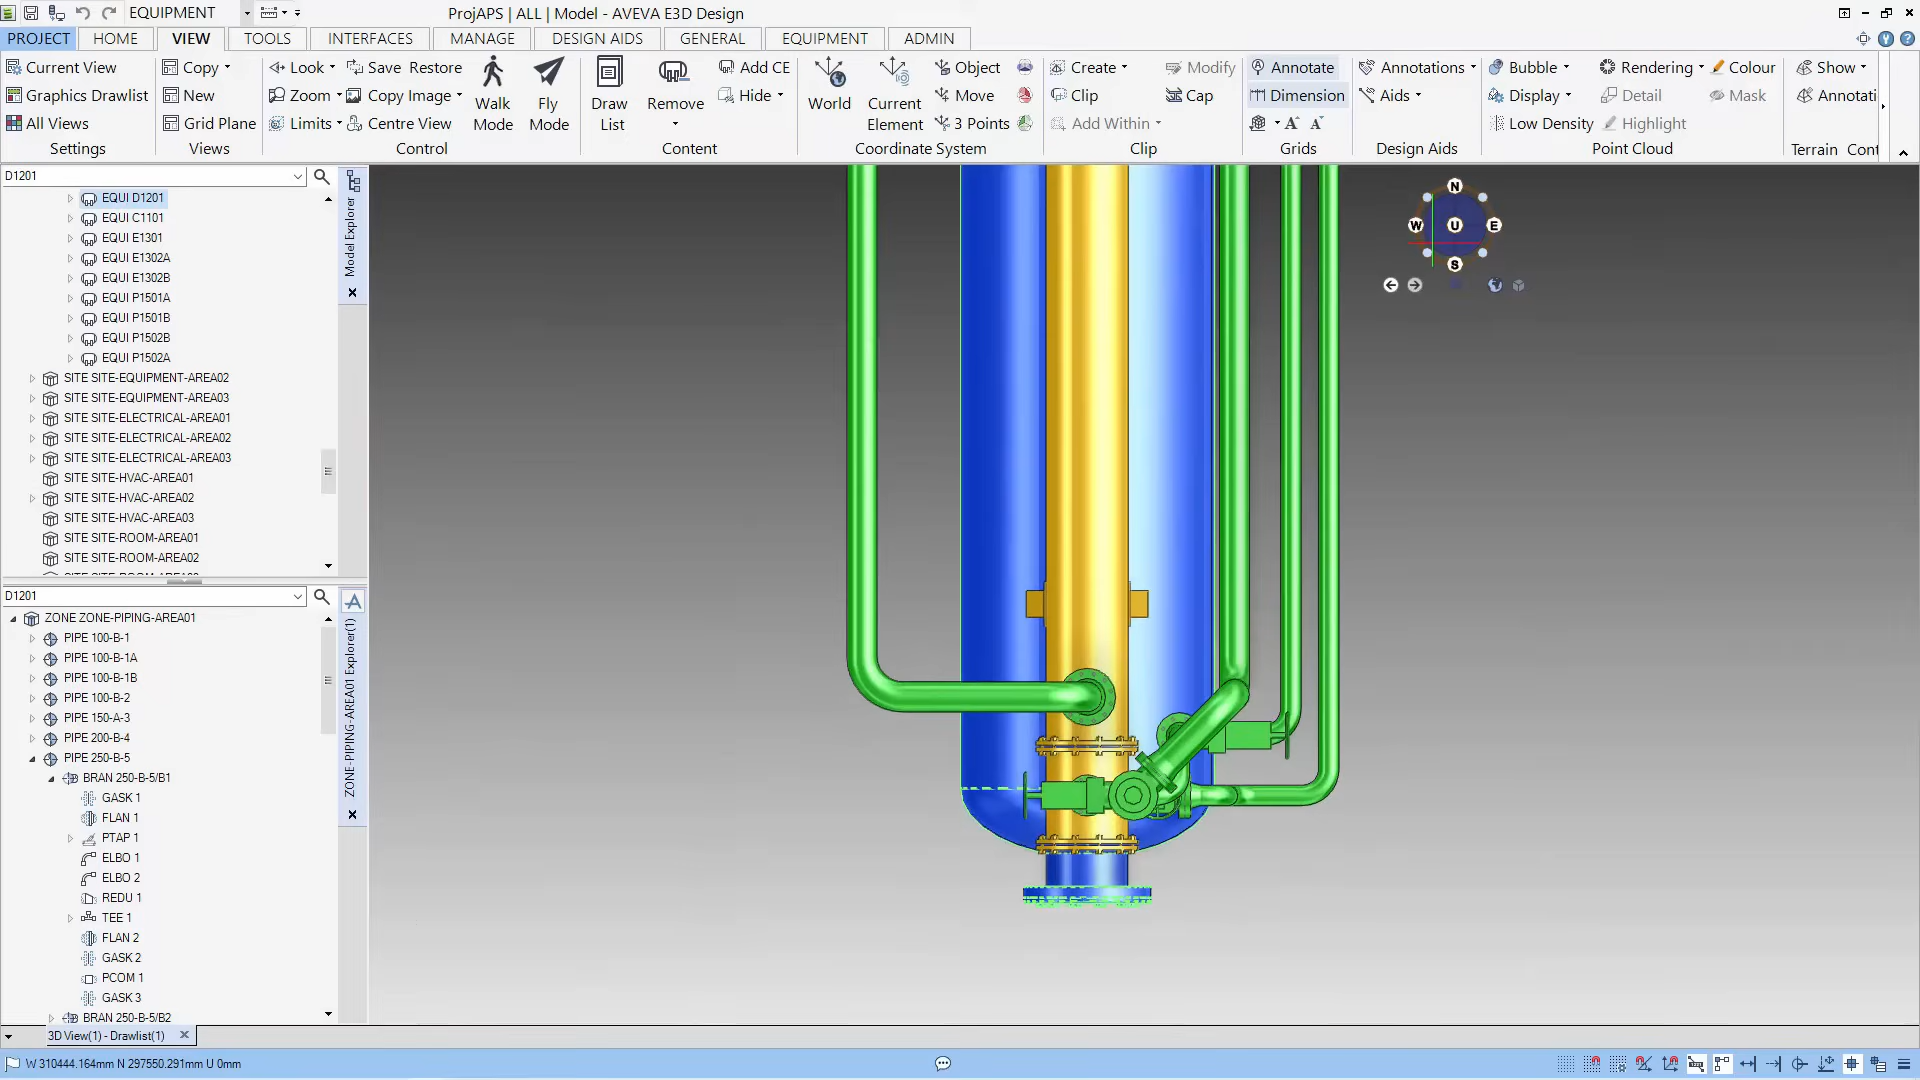 EQUIPMENT
ProjAPS | ALL | Model - AVEVA E3D Design
PROJECT HOME VIEW TOOLS INTERFACES MANAGE DESIGN AIDS GENERAL EQUIPMENT ADMIN
Current View
Graphics Drawlist
All Views
Settings
Copy
New
Grid Plane
Views
Look Save Restore
Zoom Copy Image
Limits Centre View
Walk Mode
Fly Mode
Control
Draw List
Remove
Add CE
Hide
Content
World
Current Element
Object
Move
3 Points
Coordinate System
Create Modify
Clip Cap
Add Within
Clip
Annotate
Dimension
Grids
Annotations
Aids
Design Aids
Bubble Rendering Colour
Display Detail Mask
Low Density Highlight
Point Cloud
Show
Annotati
Terrain Cont
D1201
EQUI D1201
EQUI C1101
EQUI E1301
EQUI E1302A
EQUI E1302B
EQUI P1501A
EQUI P1501B
EQUI P1502B
EQUI P1502A
SITE SITE-EQUIPMENT-AREA02
SITE SITE-EQUIPMENT-AREA03
SITE SITE-ELECTRICAL-AREA01
SITE SITE-ELECTRICAL-AREA02
SITE SITE-ELECTRICAL-AREA03
SITE SITE-HVAC-AREA01
SITE SITE-HVAC-AREA02
SITE SITE-HVAC-AREA03
SITE SITE-ROOM-AREA01
SITE SITE-ROOM-AREA02
Model Explorer
D1201
ZONE ZONE-PIPING-AREA01
PIPE 100-B-1
PIPE 100-B-1A
PIPE 100-B-1B
PIPE 100-B-2
PIPE 150-A-3
PIPE 200-B-4
PIPE 250-B-5
BRAN 250-B-5/B1
GASK 1
FLAN 1
PTAP 1
ELBO 1
ELBO 2
REDU 1
TEE 1
FLAN 2
GASK 2
PCOM 1
GASK 3
BRAN 250-B-5/B2
ZONE-PIPING-AREA01 Explorer(1)
N
W U E
S
3D View(1) - Drawlist(1)
W 310444.164mm N 297550.291mm U 0mm